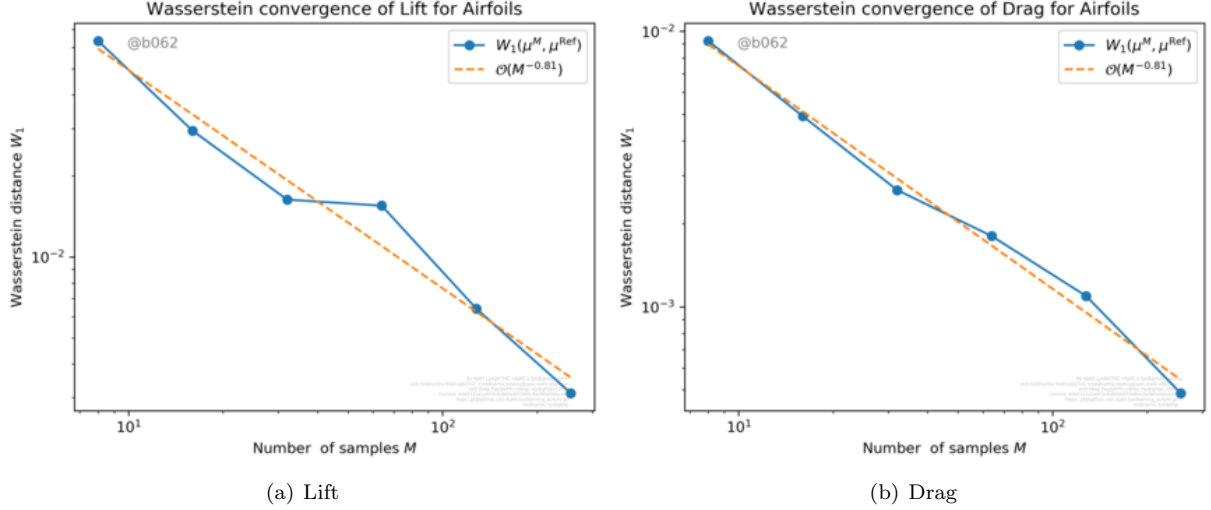 Wasserstein convergence of Lift for Airfoils
@b062
W₁(μᴹ, μᴿᵉᶠ)
𝒪(M⁻⁰·⁸¹)
Wasserstein distance W₁
10⁻²
10¹
10²
Number of samples M
(a) Lift
Wasserstein convergence of Drag for Airfoils
@b062
W₁(μᴹ, μᴿᵉᶠ)
𝒪(M⁻⁰·⁸¹)
Wasserstein distance W₁
10⁻²
10⁻³
10¹
10²
Number of samples M
(b) Drag